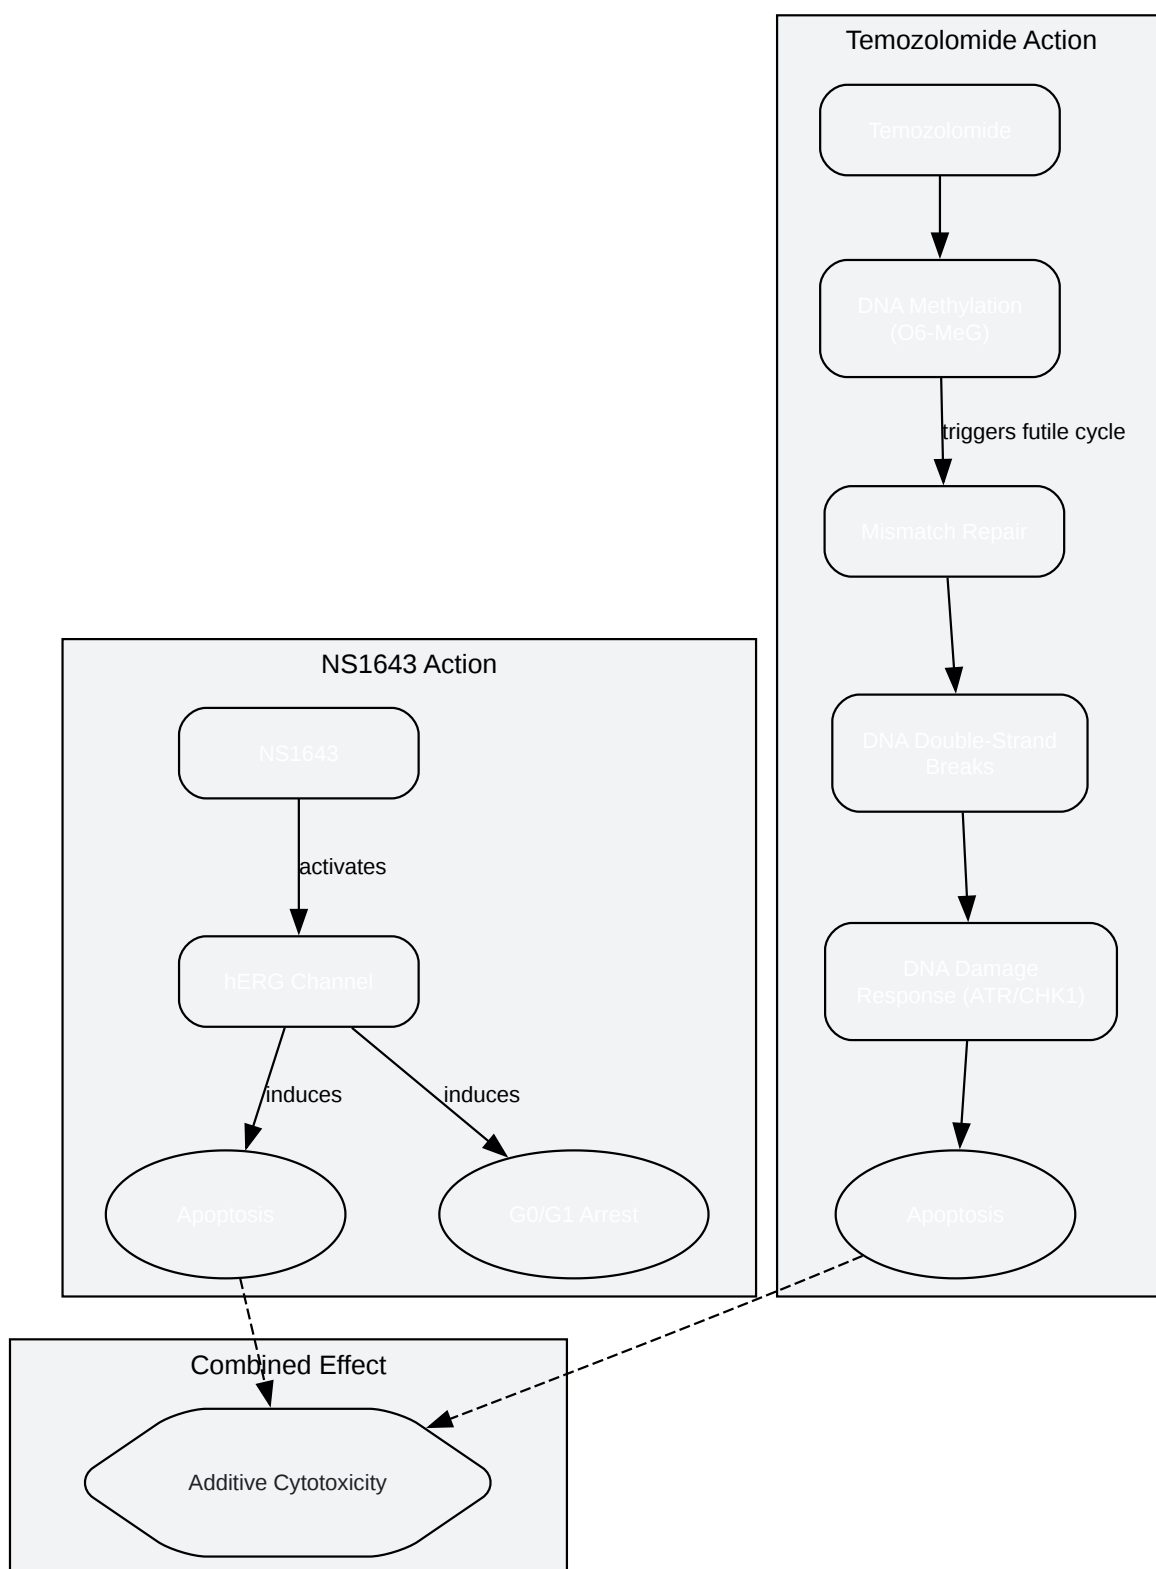 Temozolomide Action
Temozolomide
DNA Methylation
(O6-MeG)
triggers futile cycle
Mismatch Repair
DNA Double-Strand
Breaks
DNA Damage
Response (ATR/CHK1)
Apoptosis
NS1643 Action
NS1643
activates
hERG Channel
induces
induces
Apoptosis
G0/G1 Arrest
Combined Effect
Additive Cytotoxicity